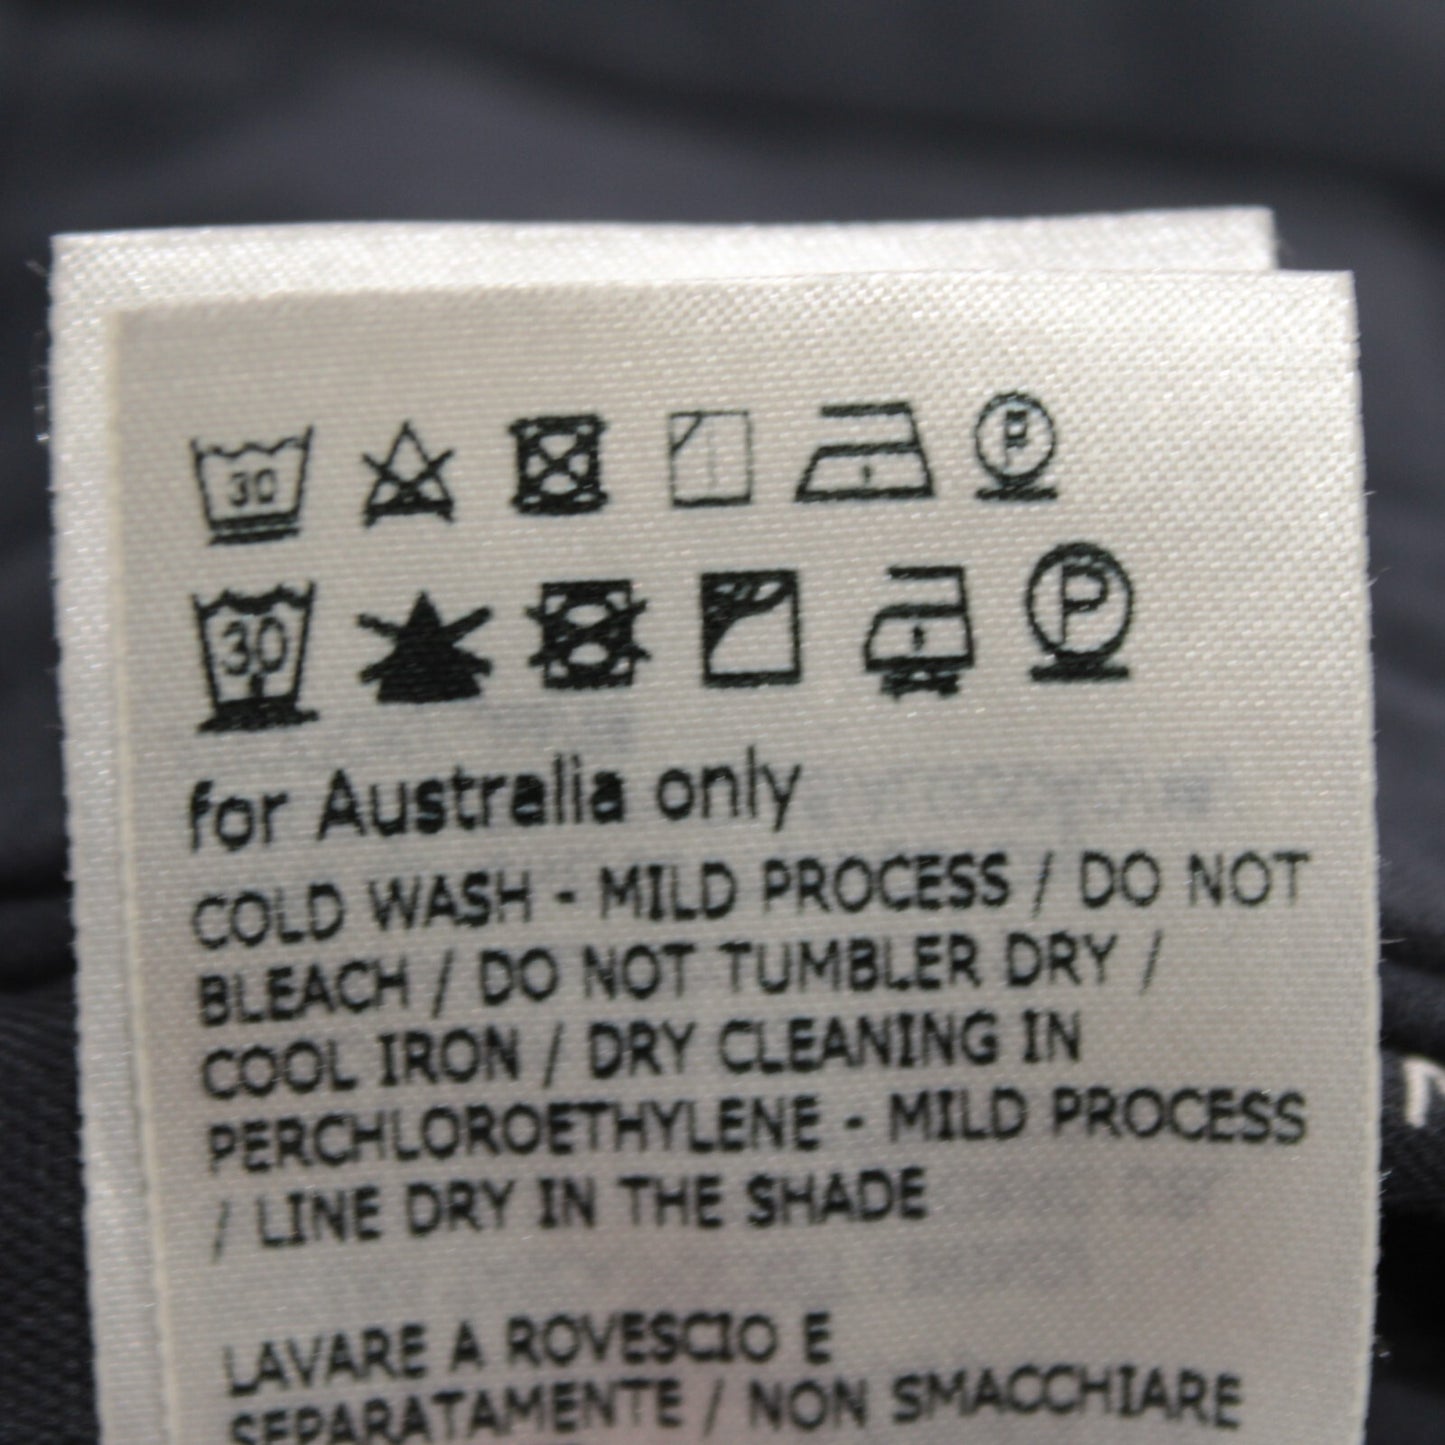 30 P
30 P
for Australia only
COLD WASH - MILD PROCESS / DO NOT
BLEACH / DO NOT TUMBLER DRY /
COOL IRON / DRY CLEANING IN
PERCHLOROETHYLENE - MILD PROCESS
/ LINE DRY IN THE SHADE
LAVARE A ROVESCIO E
SEPARATAMENTE / NON SMACCHIARE